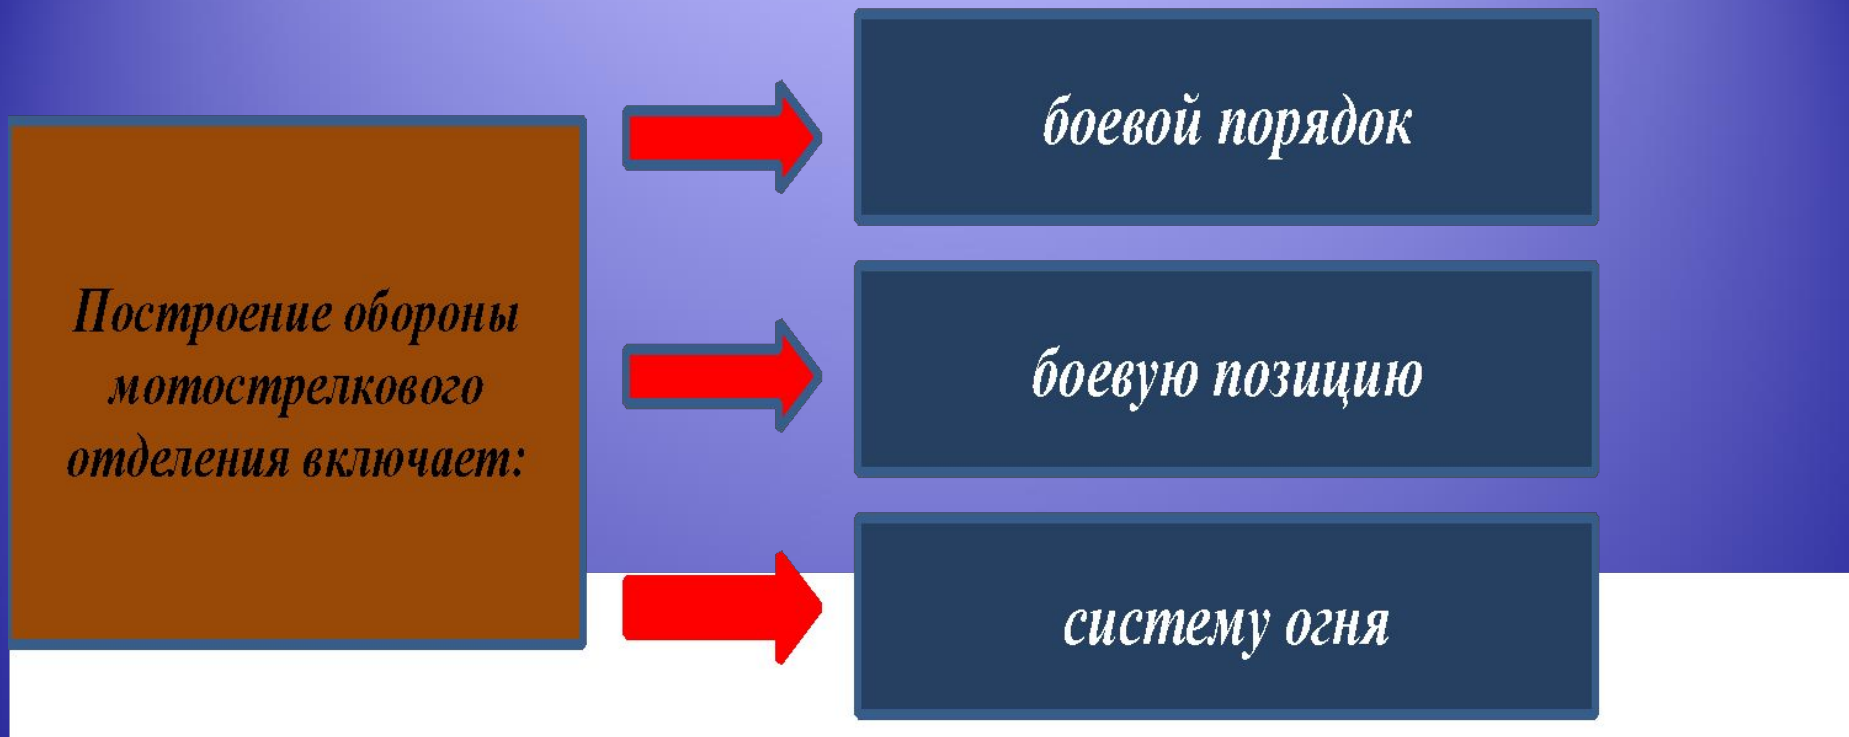 Построение обороны
мотострелкового
отделения включает:
боевой порядок
боевую позицию
систему огня